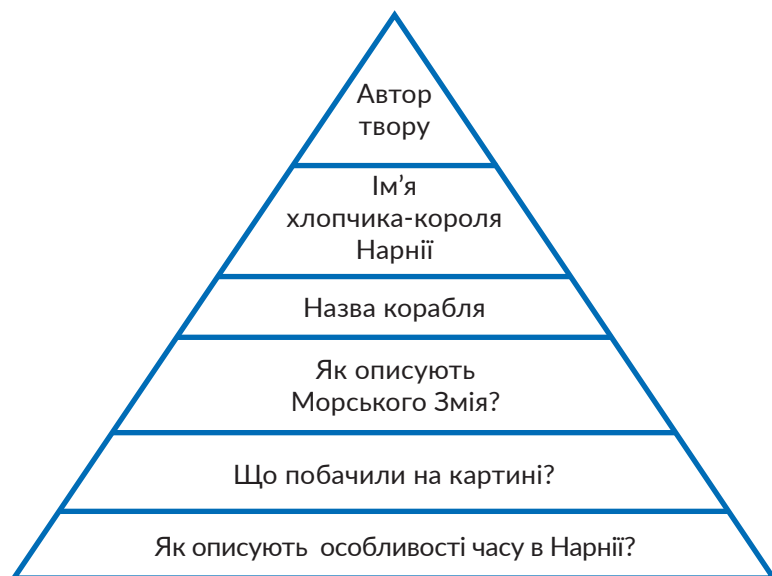 Автор
твору
Ім’я
хлопчика-короля
Нарнії
Назва корабля
Як описують
Морського Змія?
Що побачили на картині?
Як описують особливості часу в Нарнії?